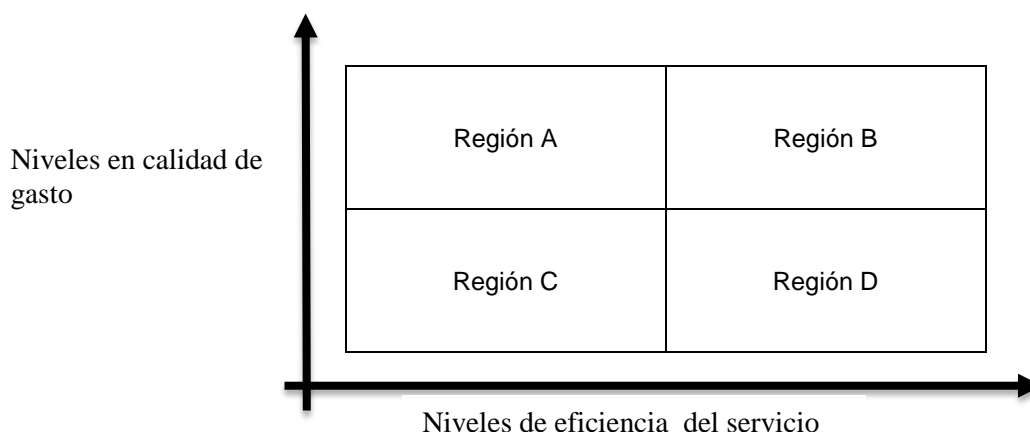 Región A
Región B
Niveles en calidad de
gasto
Región C
Región D
Niveles de eficiencia  del servicio